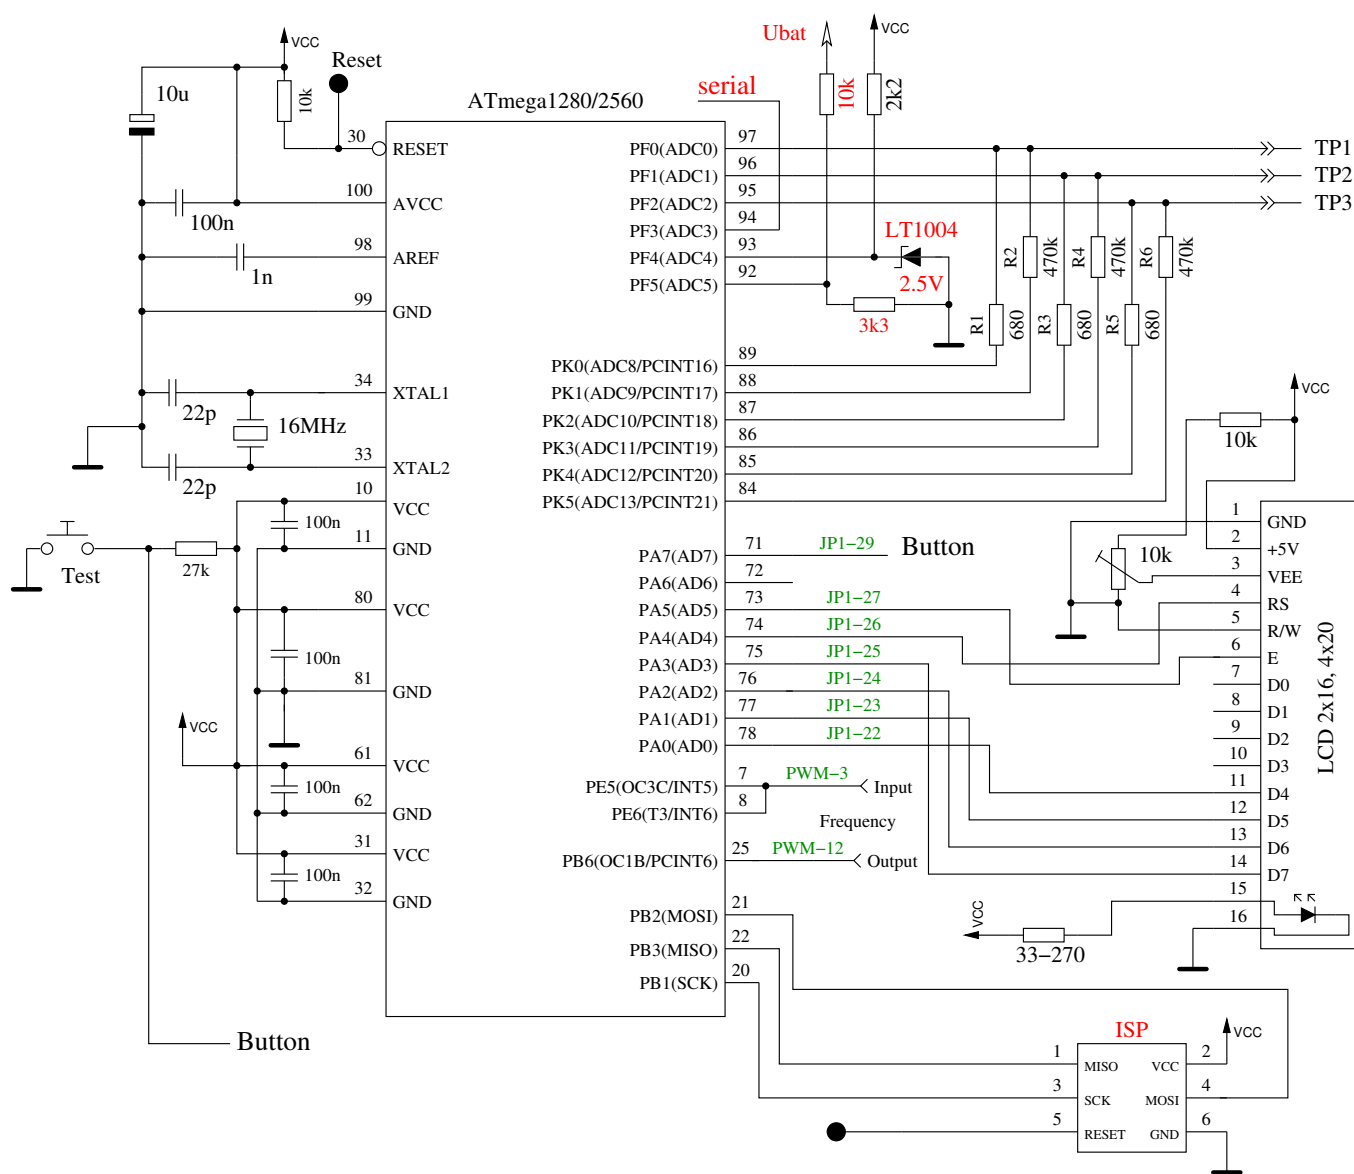 VCC
Reset
10u
10k
ATmega1280/2560
serial
Ubat
10k
VCC
2k2
30
RESET
100
AVCC
100n
98
AREF
1n
99
GND
34
XTAL1
22p
16MHz
33
XTAL2
22p
10
VCC
100n
11
GND
Test
27k
80
VCC
100n
81
GND
VCC
61
VCC
100n
62
GND
31
VCC
100n
32
GND
Button
PF0(ADC0)
97
TP1
PF1(ADC1)
96
TP2
PF2(ADC2)
95
TP3
PF3(ADC3)
94
PF4(ADC4)
93
PF5(ADC5)
92
LT1004
2.5V
3k3
R2
470k
R4
470k
R6
470k
R1
680
R3
680
R5
680
PK0(ADC8/PCINT16)
89
PK1(ADC9/PCINT17)
88
PK2(ADC10/PCINT18)
87
PK3(ADC11/PCINT19)
86
PK4(ADC12/PCINT20)
85
PK5(ADC13/PCINT21)
84
PA7(AD7)
71
JP1-29
Button
PA6(AD6)
72
PA5(AD5)
73
JP1-27
PA4(AD4)
74
JP1-26
PA3(AD3)
75
JP1-25
PA2(AD2)
76
JP1-24
PA1(AD1)
77
JP1-23
PA0(AD0)
78
JP1-22
PE5(OC3C/INT5)
7
PWM-3
Input
PE6(T3/INT6)
8
Frequency
PB6(OC1B/PCINT6)
25
PWM-12
Output
PB2(MOSI)
21
PB3(MISO)
22
PB1(SCK)
20
VCC
10k
10k
1
GND
2
+5V
3
VEE
4
RS
5
R/W
6
E
7
D0
8
D1
9
D2
10
D3
11
D4
12
D5
13
D6
14
D7
15
16
LCD 2x16, 4x20
VCC
33-270
ISP
VCC
1
MISO
VCC
2
3
SCK
MOSI
4
5
RESET
GND
6